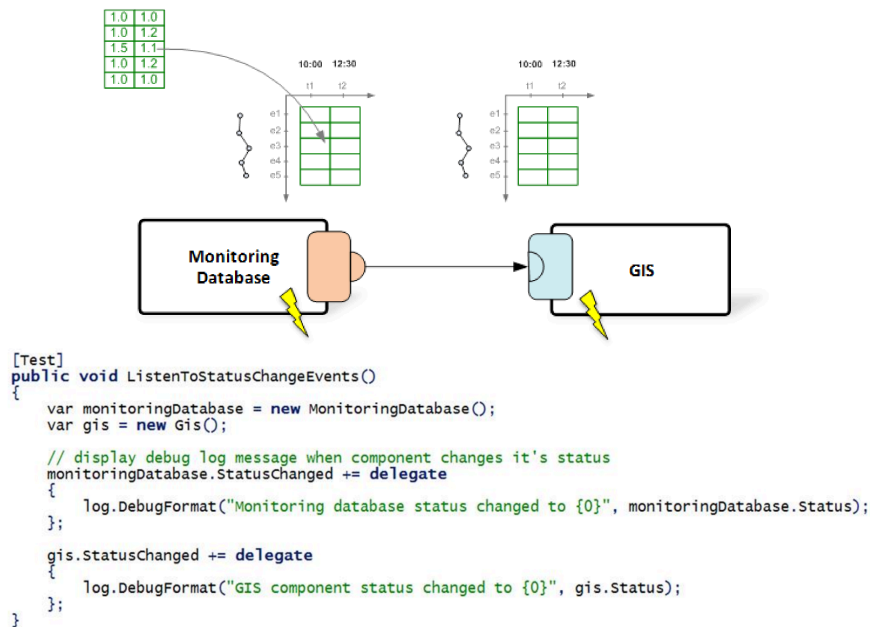 1.0 1.0
1.0 1.2
1.5 1.1
1.0 1.2
1.0 1.0
10:00 12:30
t1 t2
e1
e2
e3
e4
e5
10:00 12:30
t1 t2
e1
e2
e3
e4
e5
Monitoring
Database
GIS
[Test]
public void ListenToStatusChangeEvents()
{
    var monitoringDatabase = new MonitoringDatabase();
    var gis = new Gis();
    // display debug log message when component changes it's status
    monitoringDatabase.StatusChanged += delegate
    {
        log.DebugFormat("Monitoring database status changed to {0}", monitoringDatabase.Status);
    };
    gis.StatusChanged += delegate
    {
        log.DebugFormat("GIS component status changed to {0}", gis.Status);
    };
}